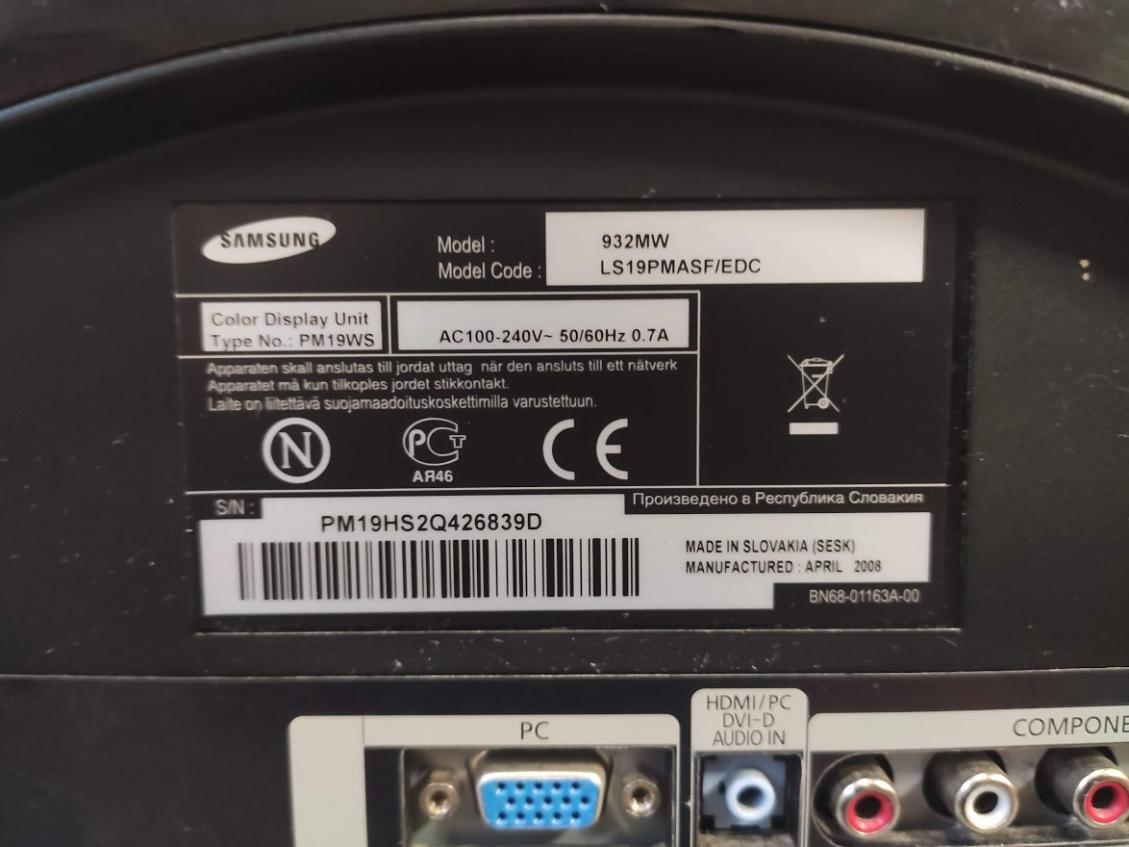 SAMSUNG
Model :
932MW
Model Code :
LS19PMASF/EDC
Color Display Unit
Type No.: PM19WS
AC100-240V~ 50/60Hz 0.7A
Apparaten skall anslutas till jordat uttag när den ansluts till ett nätverk
Apparatet må kun tilkoples jordet stikkontakt.
Laite on liitettävä suojamaadoituskoskettimilla varustettuun.
N
РСТ
АЯ46
CE
S/N :
Произведено в Республика Словакия
PM19HS2Q426839D
MADE IN SLOVAKIA (SESK)
MANUFACTURED : APRIL 2008
BN68-01163A-00
PC
HDMI/PC
DVI-D
AUDIO IN
COMPONE